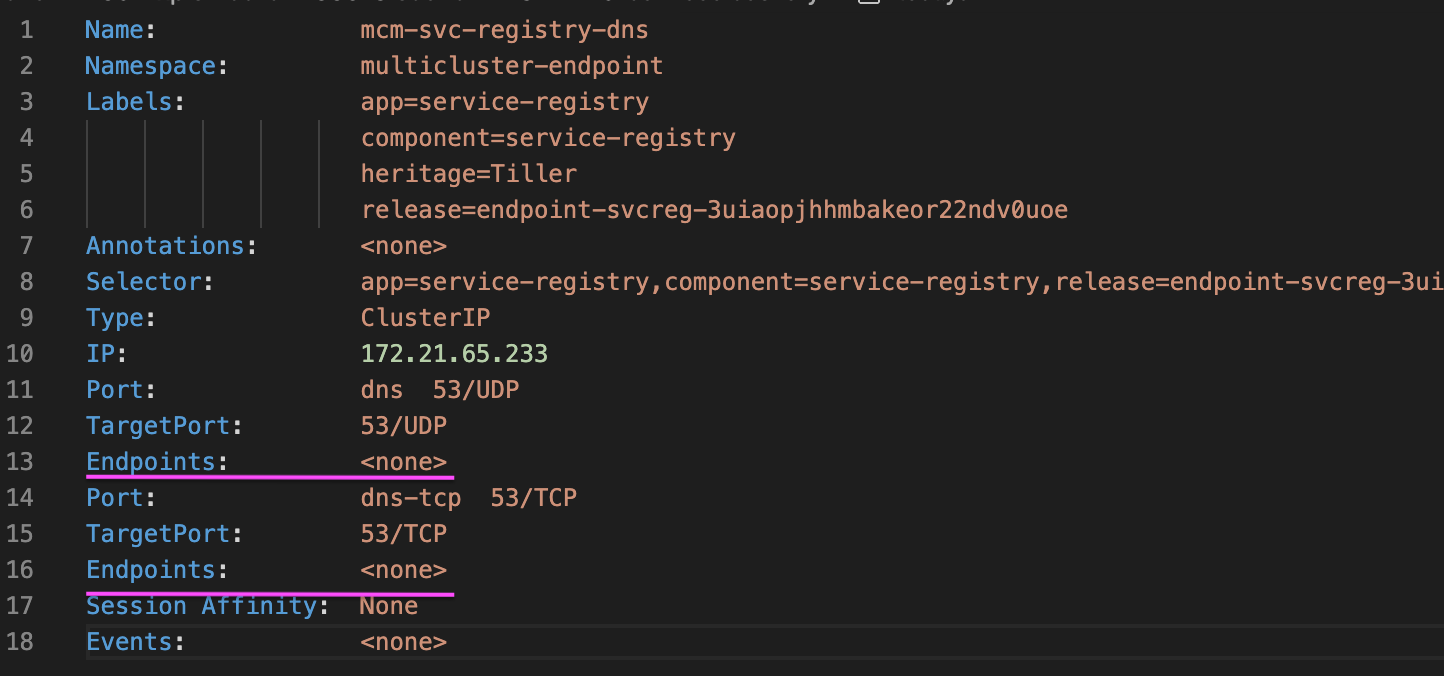 1 Name: mcm-svc-registry-dns
2 Namespace: multicluster-endpoint
3 Labels: app=service-registry
4 component=service-registry
5 heritage=Tiller
6 release=endpoint-svcreg-3uiaopjhhmbakeor22ndv0uoe
7 Annotations: <none>
8 Selector: app=service-registry,component=service-registry,release=endpoint-svcreg-3ui
9 Type: ClusterIP
10 IP: 172.21.65.233
11 Port: dns 53/UDP
12 TargetPort: 53/UDP
13 Endpoints: <none>
14 Port: dns-tcp 53/TCP
15 TargetPort: 53/TCP
16 Endpoints: <none>
17 Session Affinity: None
18 Events: <none>